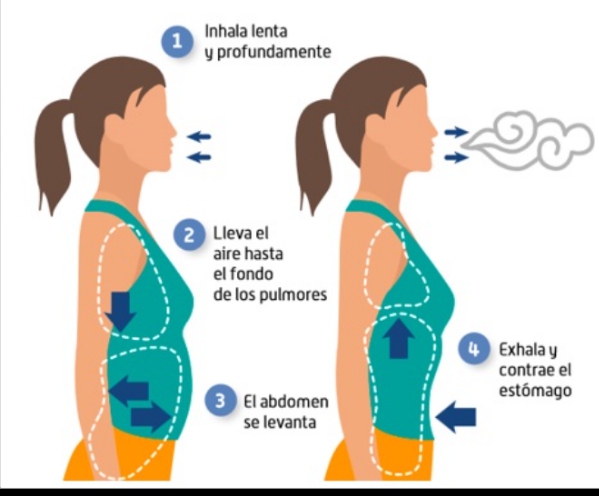 1
Inhala lenta
y profundamente
2
Lleva el
aire hasta
el fondo
de los pulmores
3
El abdomen
se levanta
4
Exhala y
contrae el
estómago